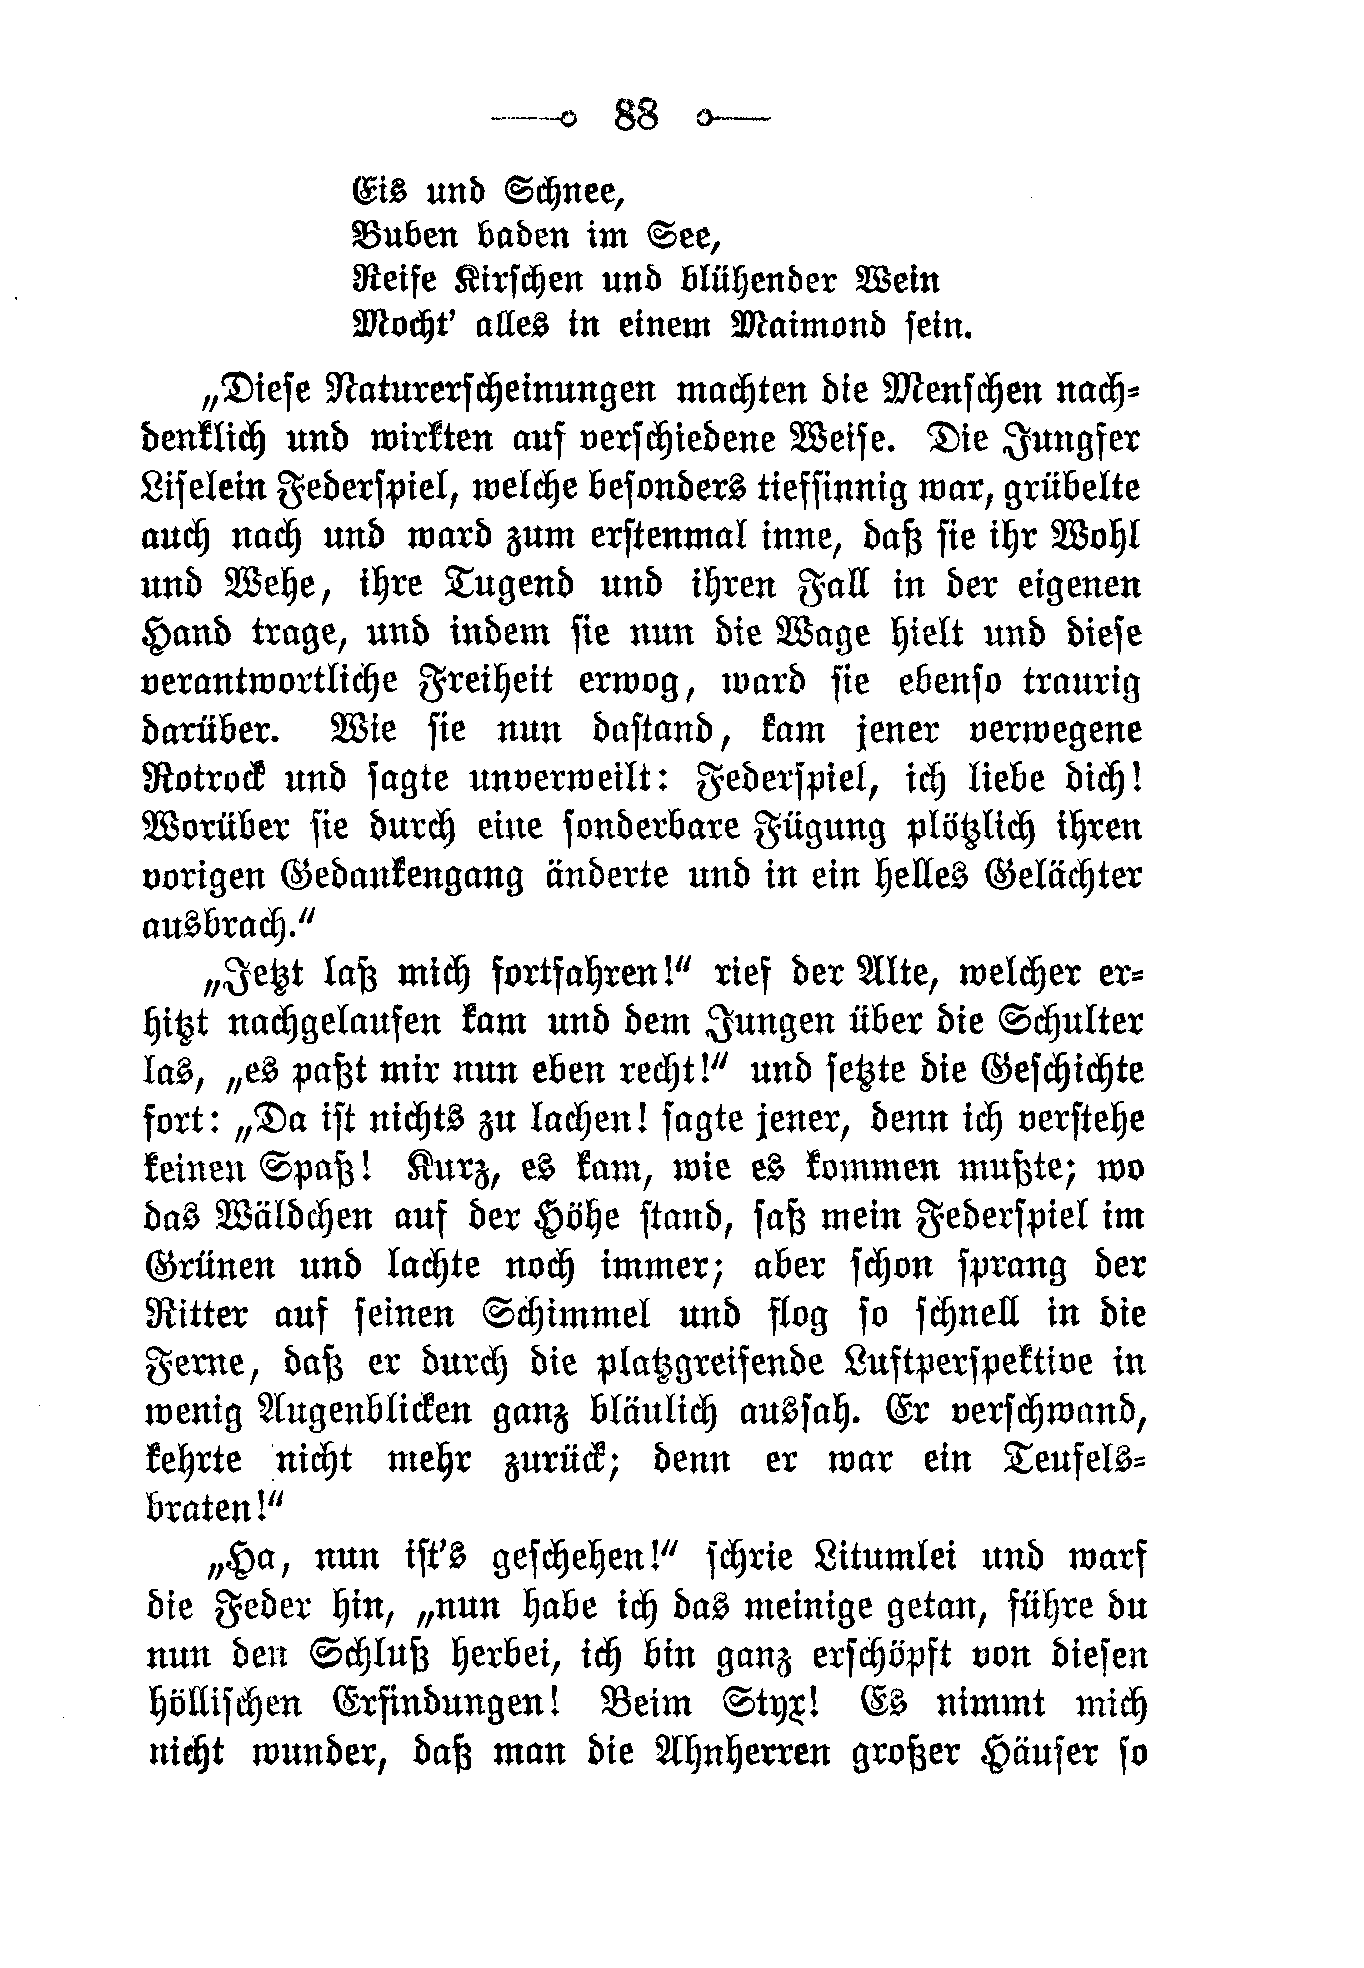 88
Eis und Schnee,
Buben baden im See,
Reife Kirschen und blühender Wein
Mocht' alles in einem Maimond sein.
„Diese Naturerscheinungen machten die Menschen nach-
denklich und wirkten auf verschiedene Weise. Die Jungfer
Liselein Federspiel, welche besonders tiefsinnig war, grübelte
auch nach und ward zum erstenmal inne, daß sie ihr Wohl
und Wehe, ihre Tugend und ihren Fall in der eigenen
Hand trage, und indem sie nun die Wage hielt und diese
verantwortliche Freiheit erwog, ward sie ebenso traurig
darüber. Wie sie nun dastand, kam jener verwegene
Rotrock und sagte unverweilt: Federspiel, ich liebe dich!
Worüber sie durch eine sonderbare Fügung plötzlich ihren
vorigen Gedankengang änderte und in ein helles Gelächter
ausbrach.“
„Jetzt laß mich fortfahren!“ rief der Alte, welcher er-
hitzt nachgelaufen kam und dem Jungen über die Schulter
las, „es paßt mir nun eben recht!“ und setzte die Geschichte
fort: „Da ist nichts zu lachen! sagte jener, denn ich verstehe
keinen Spaß! Kurz, es kam, wie es kommen mußte; wo
das Wäldchen auf der Höhe stand, saß mein Federspiel im
Grünen und lachte noch immer; aber schon sprang der
Ritter auf seinen Schimmel und flog so schnell in die
Ferne, daß er durch die platzgreifende Luftperspektive in
wenig Augenblicken ganz bläulich aussah. Er verschwand,
kehrte nicht mehr zurück; denn er war ein Teufels-
braten!“
„Ha, nun ist's geschehen!“ schrie Litumlei und warf
die Feder hin, „nun habe ich das meinige getan, führe du
nun den Schluß herbei, ich bin ganz erschöpft von diesen
höllischen Erfindungen! Beim Styx! Es nimmt mich
nicht wunder, daß man die Ahnherren großer Häuser so